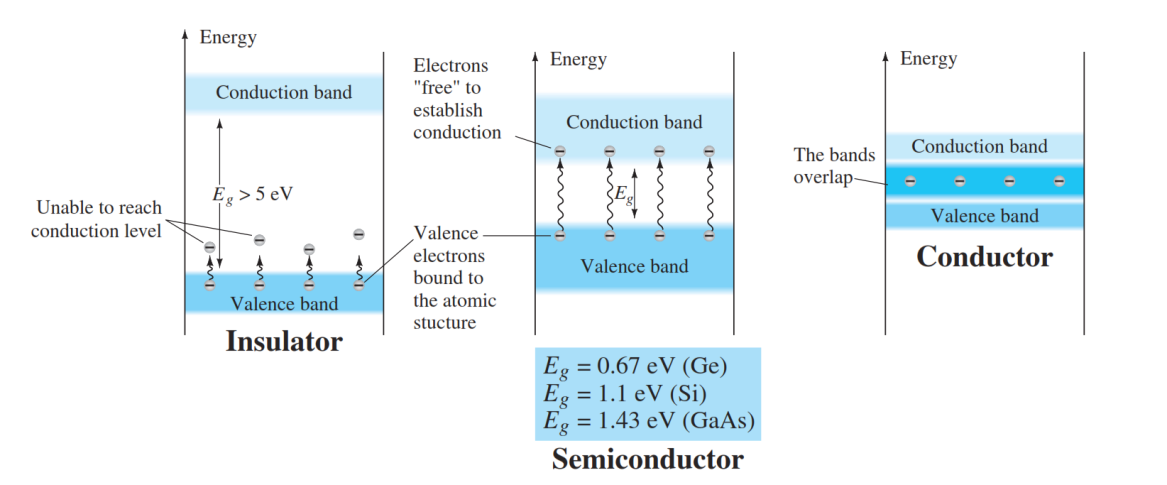 Energy
Conduction band
E_g > 5 eV
Unable to reach
conduction level
Valence band
Insulator
Electrons
"free" to
establish
conduction
Valence
electrons
bound to
the atomic
stucture
Energy
Conduction band
E_g
Valence band
E_g = 0.67 eV (Ge)
E_g = 1.1 eV (Si)
E_g = 1.43 eV (GaAs)
Semiconductor
Energy
The bands
overlap
Conduction band
Valence band
Conductor